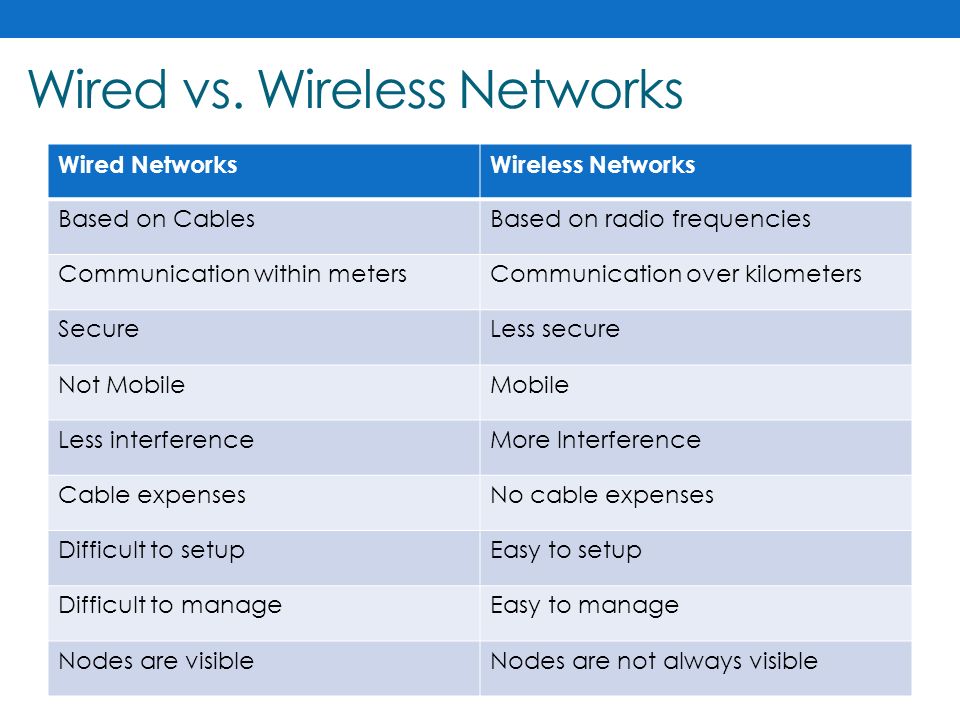 Wired vs. Wireless Networks
Wired Networks Wireless Networks
Based on Cables Based on radio frequencies
Communication within meters Communication over kilometers
Secure Less secure
Not Mobile Mobile
Less interference More Interference
Cable expenses No cable expenses
Difficult to setup Easy to setup
Difficult to manage Easy to manage
Nodes are visible Nodes are not always visible